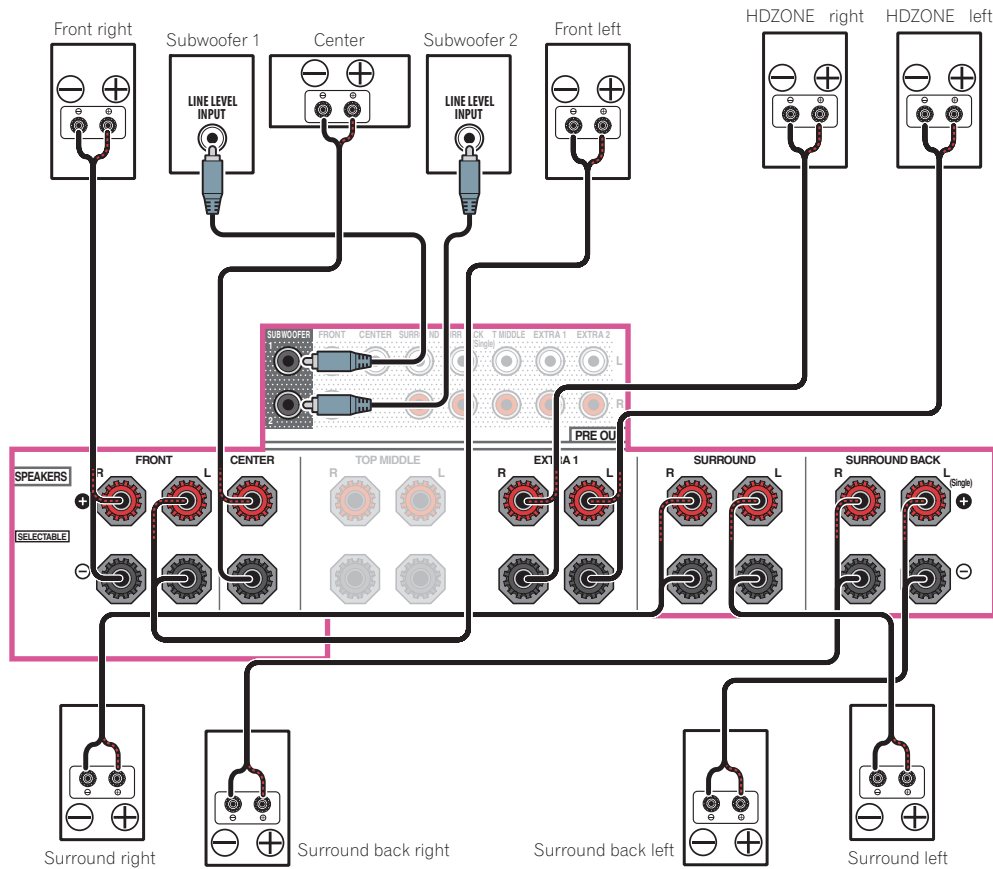 Front right
Subwoofer 1
Center
Subwoofer 2
Front left
HDZONE right
HDZONE left
LINE LEVEL
INPUT
LINE LEVEL
INPUT
SUBWOOFER
FRONT
CENTER
T MIDDLE
EXTRA 1
EXTRA 2
1
L
2
R
PRE OU
SPEAKERS
FRONT
CENTER
TOP MIDDLE
EXTRA 1
SURROUND
SURROUND BACK
R
L
R
L
R
L
R
L
R
L
(Single)
SELECTABLE
Surround right
Surround back right
Surround back left
Surround left